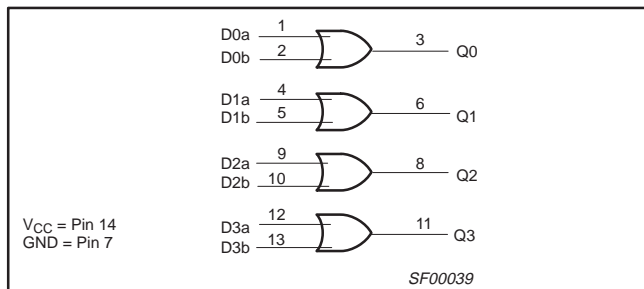 D0a 1
D0b 2
3 Q0
D1a 4
D1b 5
6 Q1
D2a 9
D2b 10
8 Q2
D3a 12
D3b 13
11 Q3
VCC = Pin 14
GND = Pin 7
SF00039